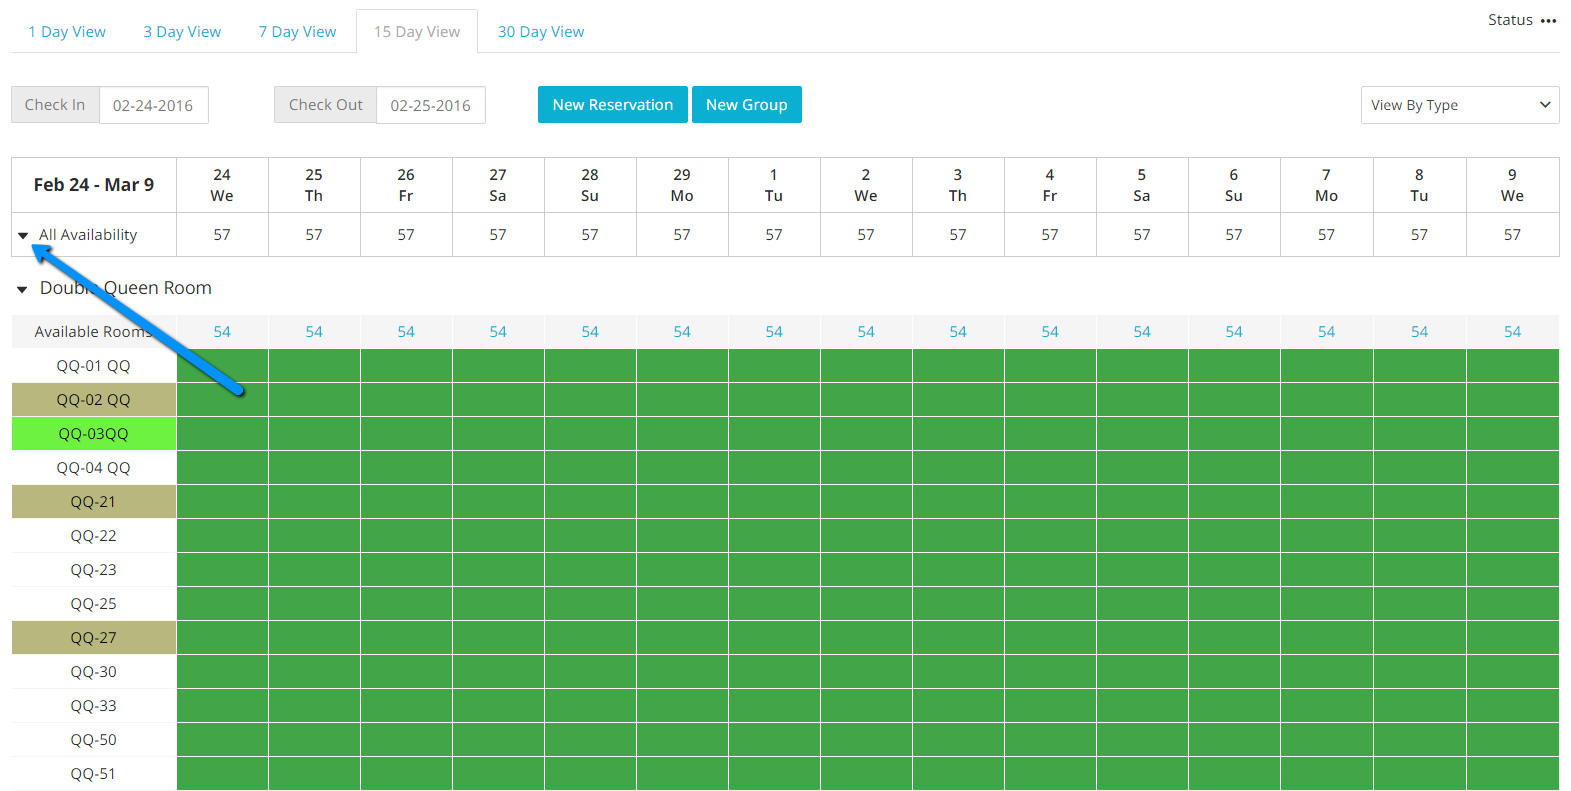 1 Day View 3 Day View 7 Day View 15 Day View 30 Day View Status •••
Check In 02-24-2016 Check Out 02-25-2016 New Reservation New Group View By Type
Feb 24 - Mar 9 24 25 26 27 28 29 1 2 3 4 5 6 7 8 9
We Th Fr Sa Su Mo Tu We Th Fr Sa Su Mo Tu We
All Availability 57 57 57 57 57 57 57 57 57 57 57 57 57 57 57
Double Queen Room
Available Rooms 54 54 54 54 54 54 54 54 54 54 54 54 54 54 54
QQ-01 QQ
QQ-02 QQ
QQ-03QQ
QQ-04 QQ
QQ-21
QQ-22
QQ-23
QQ-25
QQ-27
QQ-30
QQ-33
QQ-50
QQ-51